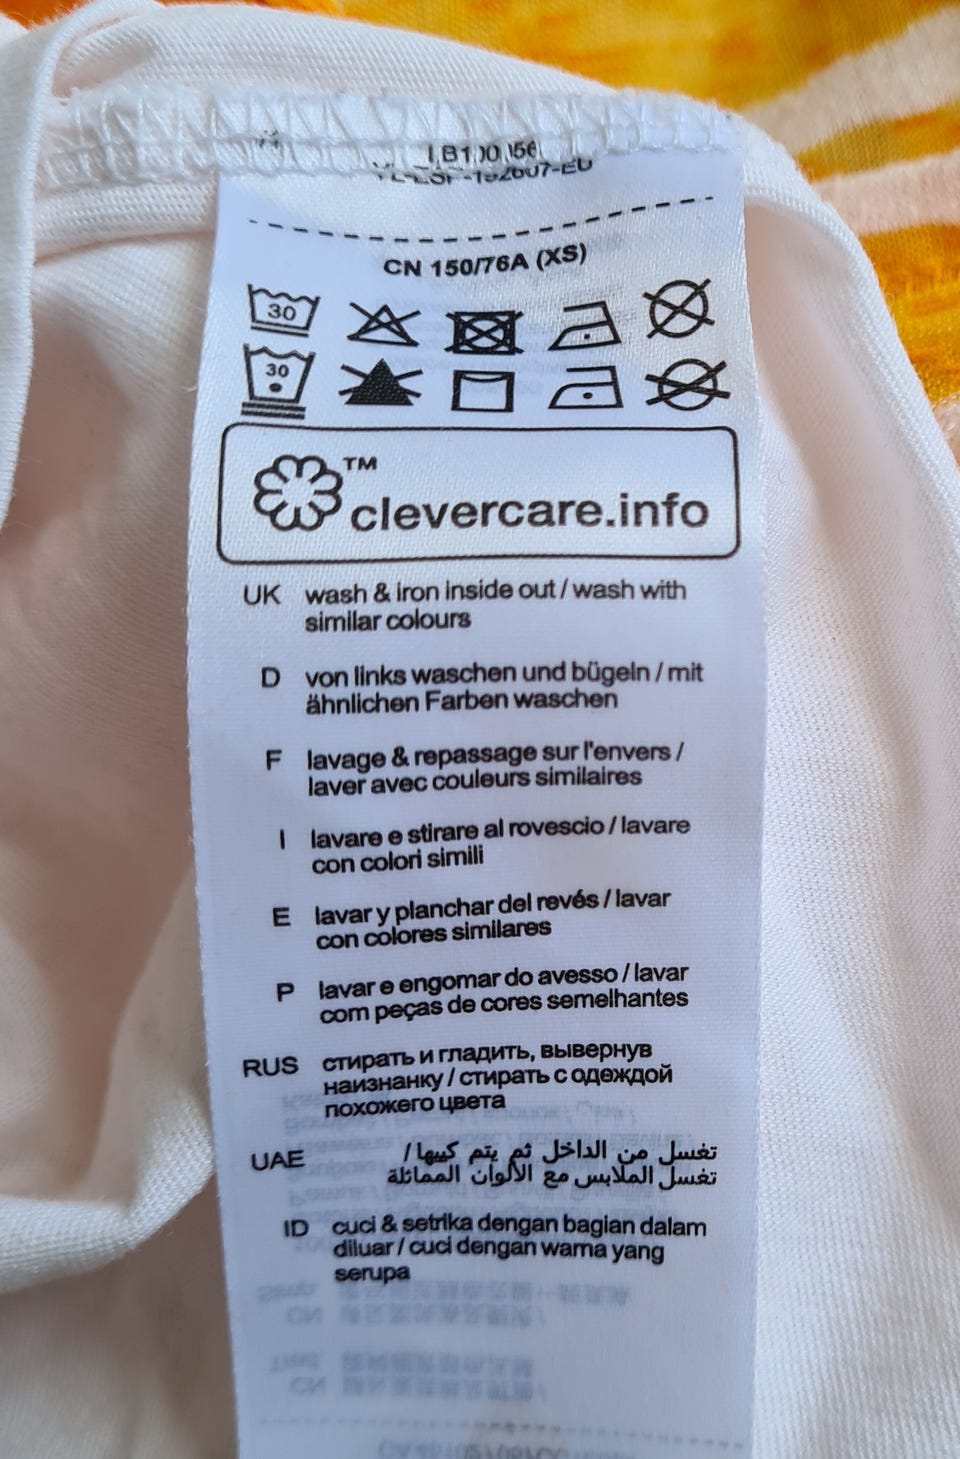 CN 150/76A (XS)
30
30
™
clevercare.info
UK wash & iron inside out / wash with
similar colours
D von links waschen und bügeln / mit
ähnlichen Farben waschen
F lavage & repassage sur l'envers /
laver avec couleurs similaires
I lavare e stirare al rovescio / lavare
con colori simili
E lavar y planchar del revés / lavar
con colores similares
P lavar e engomar do avesso / lavar
com peças de cores semelhantes
RUS стирать и гладить, вывернув
наизнанку / стирать с одеждой
похожего цвета
UAE تغسل من الداخل ثم يتم كييها /
تغسل الملابس مع الألوان المماثلة
ID cuci & setrika dengan bagian dalam
diluar / cuci dengan warna yang
serupa